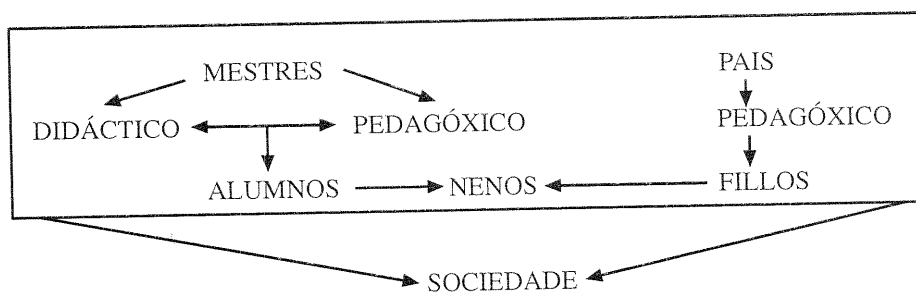 MESTRES
PAIS
DIDÁCTICO
PEDAGÓXICO
PEDAGÓXICO
ALUMNOS
NENOS
FILLOS
SOCIEDADE